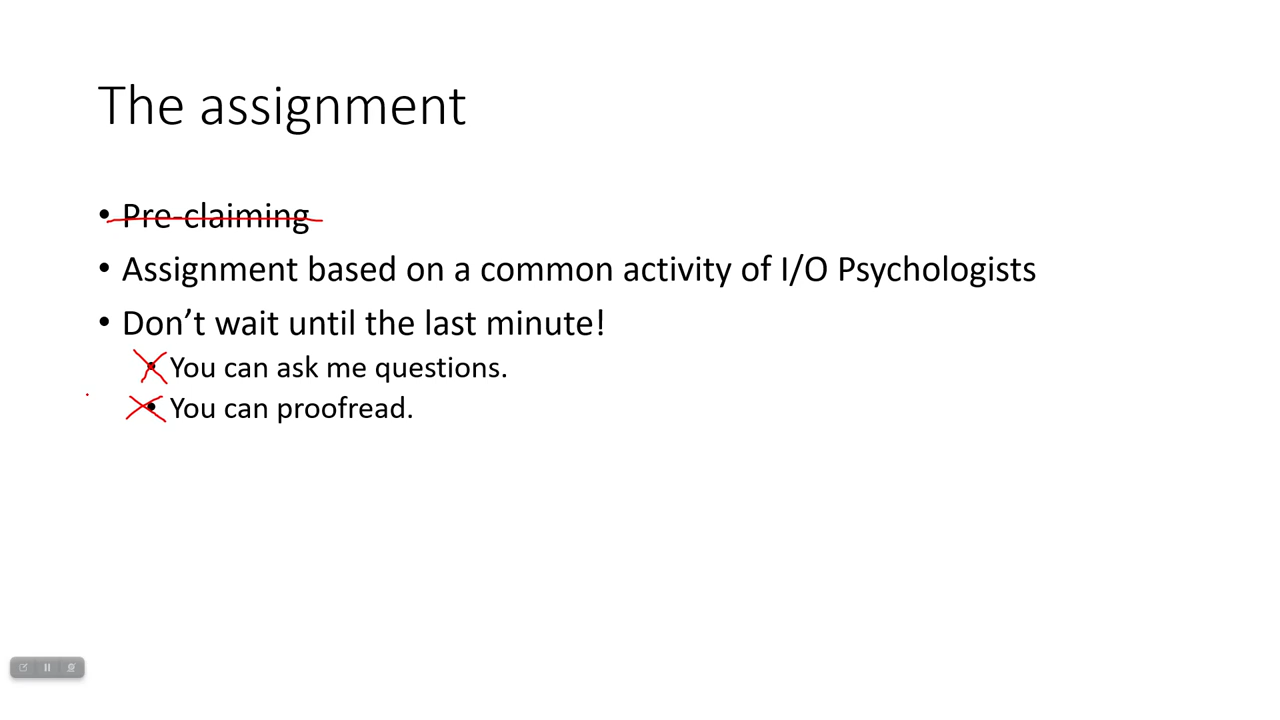 The assignment
• Pre-claiming
• Assignment based on a common activity of I/O Psychologists
• Don’t wait until the last minute!
• You can ask me questions.
• You can proofread.